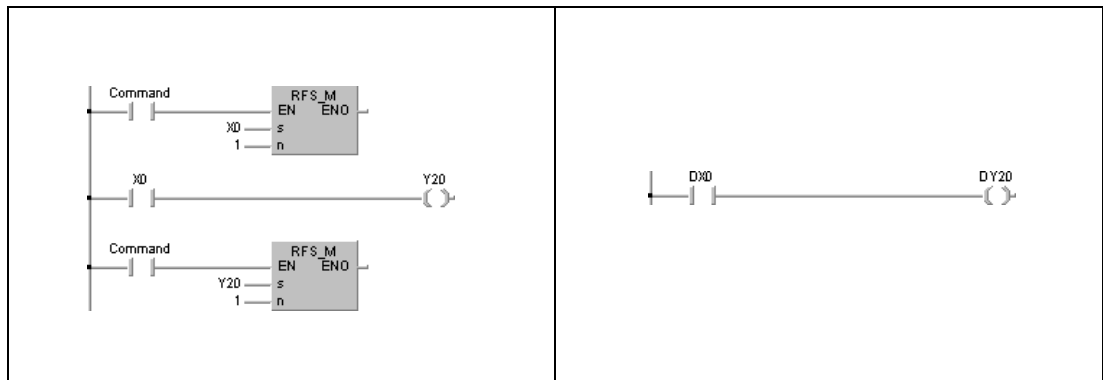 Command
RFS_M
EN ENO
X0 s
1 n
X0 Y20
Command
RFS_M
EN ENO
Y20 s
1 n
DX0 DY20